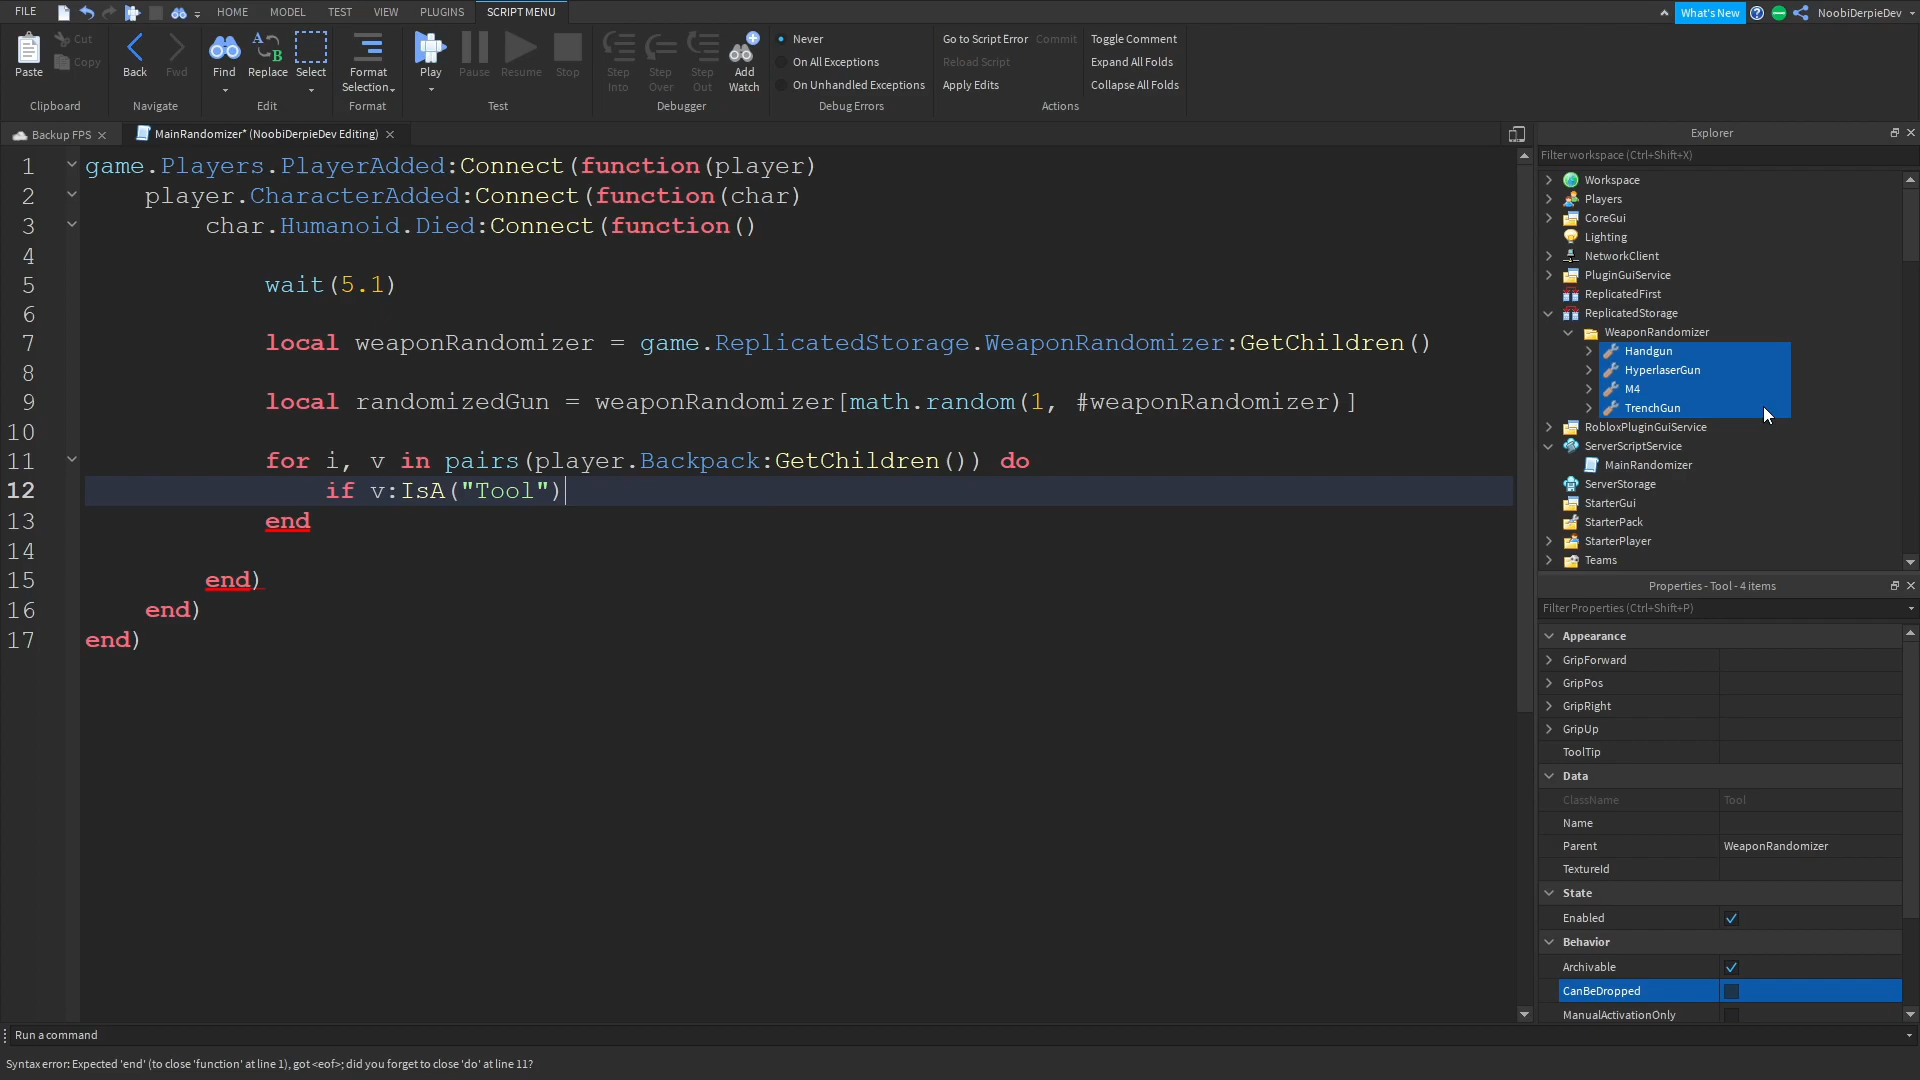 FILE HOME MODEL TEST VIEW PLUGINS SCRIPT MENU What's New NoobiDerpieDev
Paste Cut Copy Clipboard
Back Fwd Navigate
Find Replace Select Edit
Format Selection Format
Play Pause Resume Stop Test
Step Into Step Over Step Out Add Watch Debugger
Never
On All Exceptions
On Unhandled Exceptions
Debug Errors
Go to Script Error Commit Toggle Comment
Reload Script Expand All Folds
Apply Edits Collapse All Folds
Actions
Backup FPS MainRandomizer* (NoobiDerpieDev Editing)
1 game.Players.PlayerAdded:Connect(function(player)
2 player.CharacterAdded:Connect(function(char)
3 char.Humanoid.Died:Connect(function()
4
5 wait(5.1)
6
7 local weaponRandomizer = game.ReplicatedStorage.WeaponRandomizer:GetChildren()
8
9 local randomizedGun = weaponRandomizer[math.random(1, #weaponRandomizer)]
10
11 for i, v in pairs(player.Backpack:GetChildren()) do
12 if v:IsA("Tool")
13 end
14
15 end)
16 end)
17 end)
Explorer
Filter workspace (Ctrl+Shift+X)
Workspace
Players
CoreGui
Lighting
NetworkClient
PluginGuiService
ReplicatedFirst
ReplicatedStorage
WeaponRandomizer
Handgun
HyperlaserGun
M4
TrenchGun
RobloxPluginGuiService
ServerScriptService
MainRandomizer
ServerStorage
StarterGui
StarterPack
StarterPlayer
Teams
Properties - Tool - 4 items
Filter Properties (Ctrl+Shift+P)
Appearance
GripForward
GripPos
GripRight
GripUp
ToolTip
Data
ClassName Tool
Name
Parent WeaponRandomizer
TextureId
State
Enabled
Behavior
Archivable
CanBeDropped
ManualActivationOnly
Run a command
Syntax error: Expected 'end' (to close 'function' at line 1), got <eof>; did you forget to close 'do' at line 11?